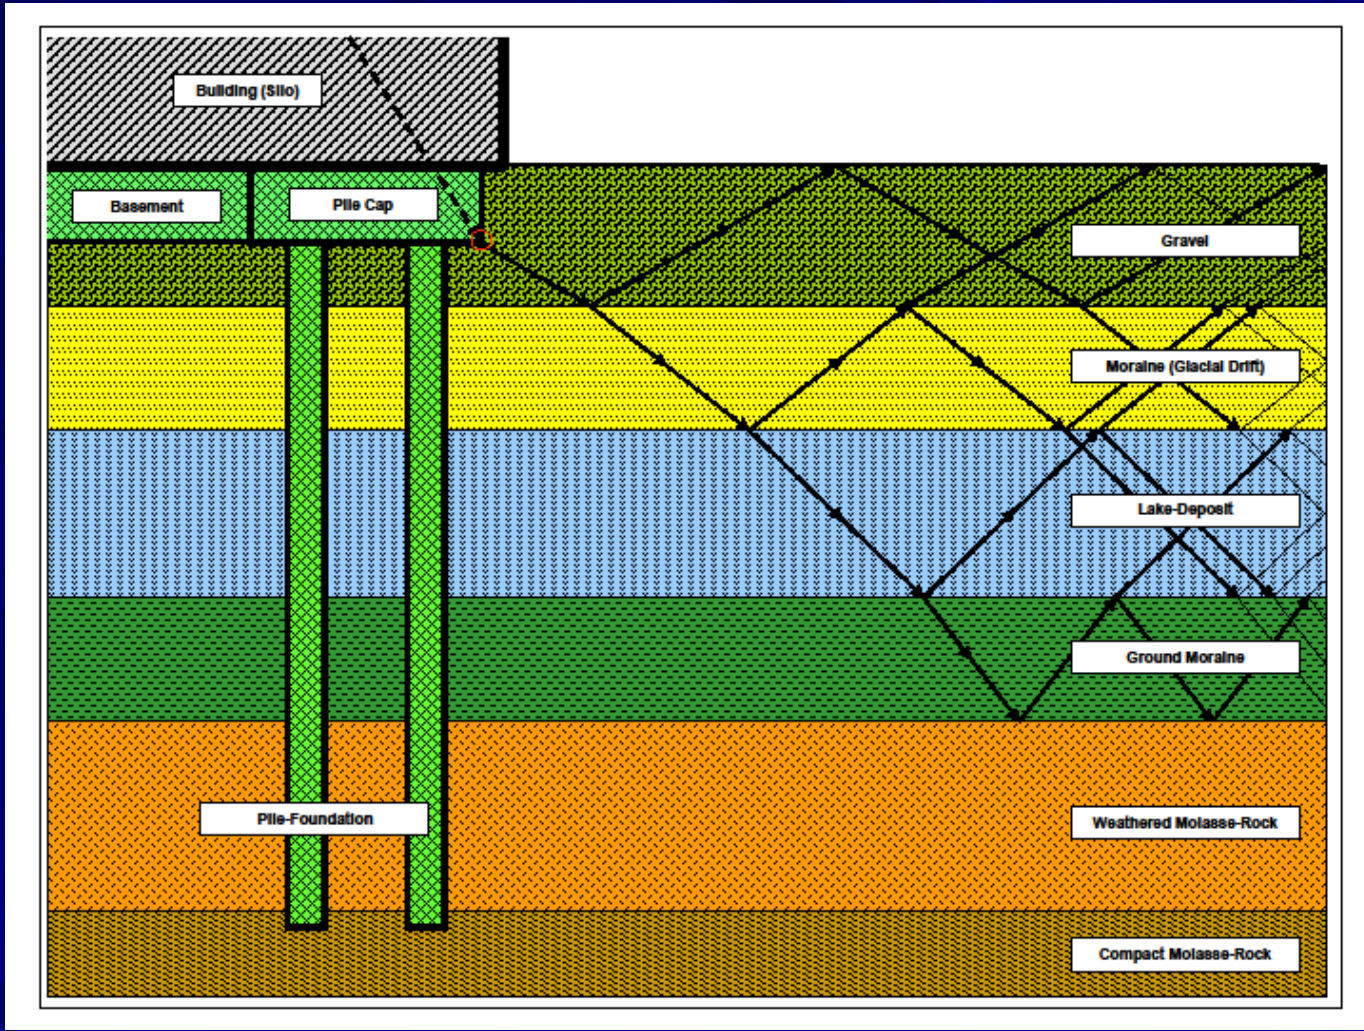 Building (Silo)
Basement
Pile Cap
Gravel
Moraine (Glacial Drift)
Lake-Deposit
Ground Moraine
Pile-Foundation
Weathered Molasse-Rock
Compact Molasse-Rock